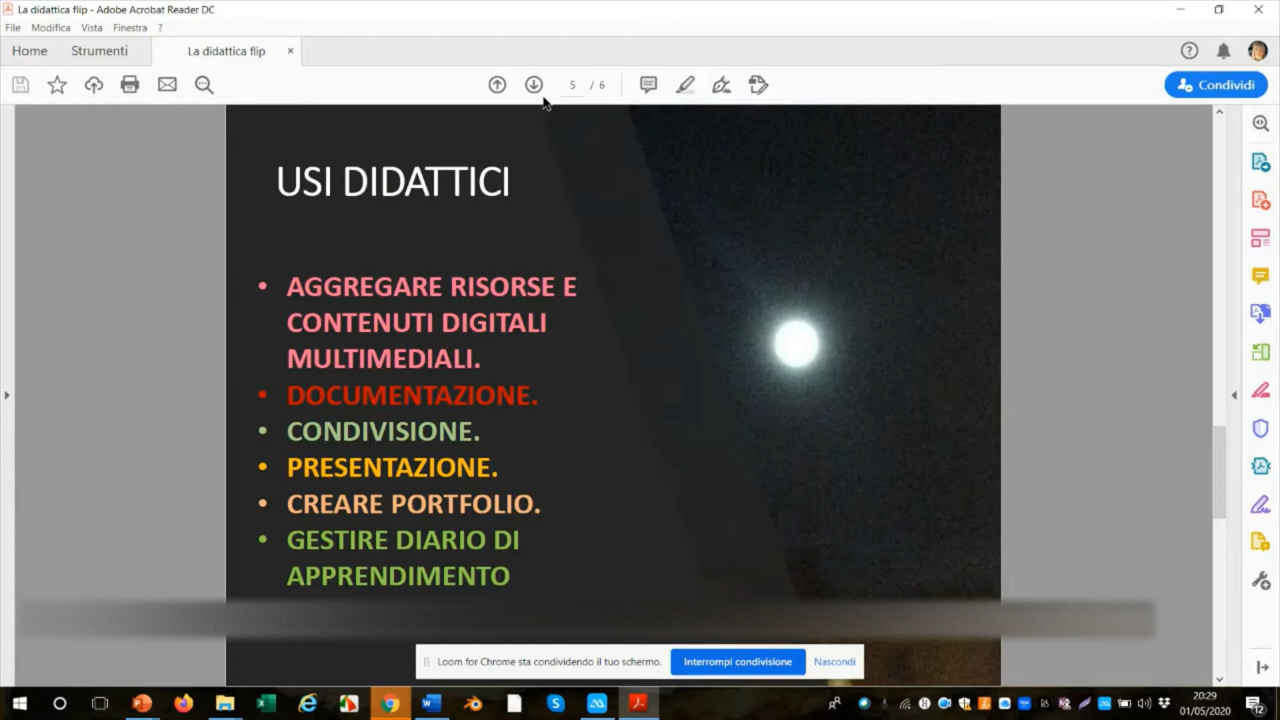 La didattica flip - Adobe Acrobat Reader DC
File Modifica Vista Finestra ?
Home Strumenti La didattica flip ×
5 / 6
Condividi
USI DIDATTICI
• AGGREGARE RISORSE E
CONTENUTI DIGITALI
MULTIMEDIALI.
• DOCUMENTAZIONE.
• CONDIVISIONE.
• PRESENTAZIONE.
• CREARE PORTFOLIO.
• GESTIRE DIARIO DI
APPRENDIMENTO
Loom for Chrome sta condividendo il tuo schermo. Interrompi condivisione Nascondi
20:29
01/05/2020
12